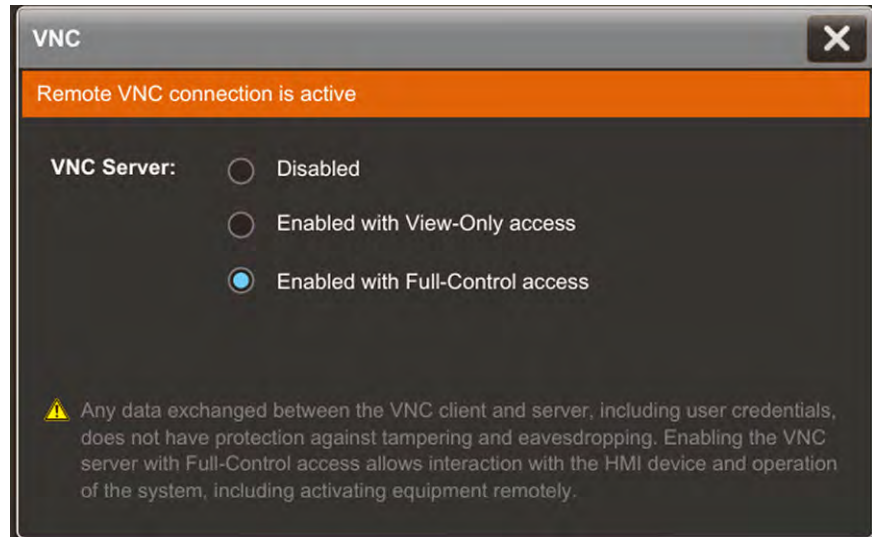 VNC
Remote VNC connection is active
VNC Server:
Disabled
Enabled with View-Only access
Enabled with Full-Control access
Any data exchanged between the VNC client and server, including user credentials,
does not have protection against tampering and eavesdropping. Enabling the VNC
server with Full-Control access allows interaction with the HMI device and operation
of the system, including activating equipment remotely.